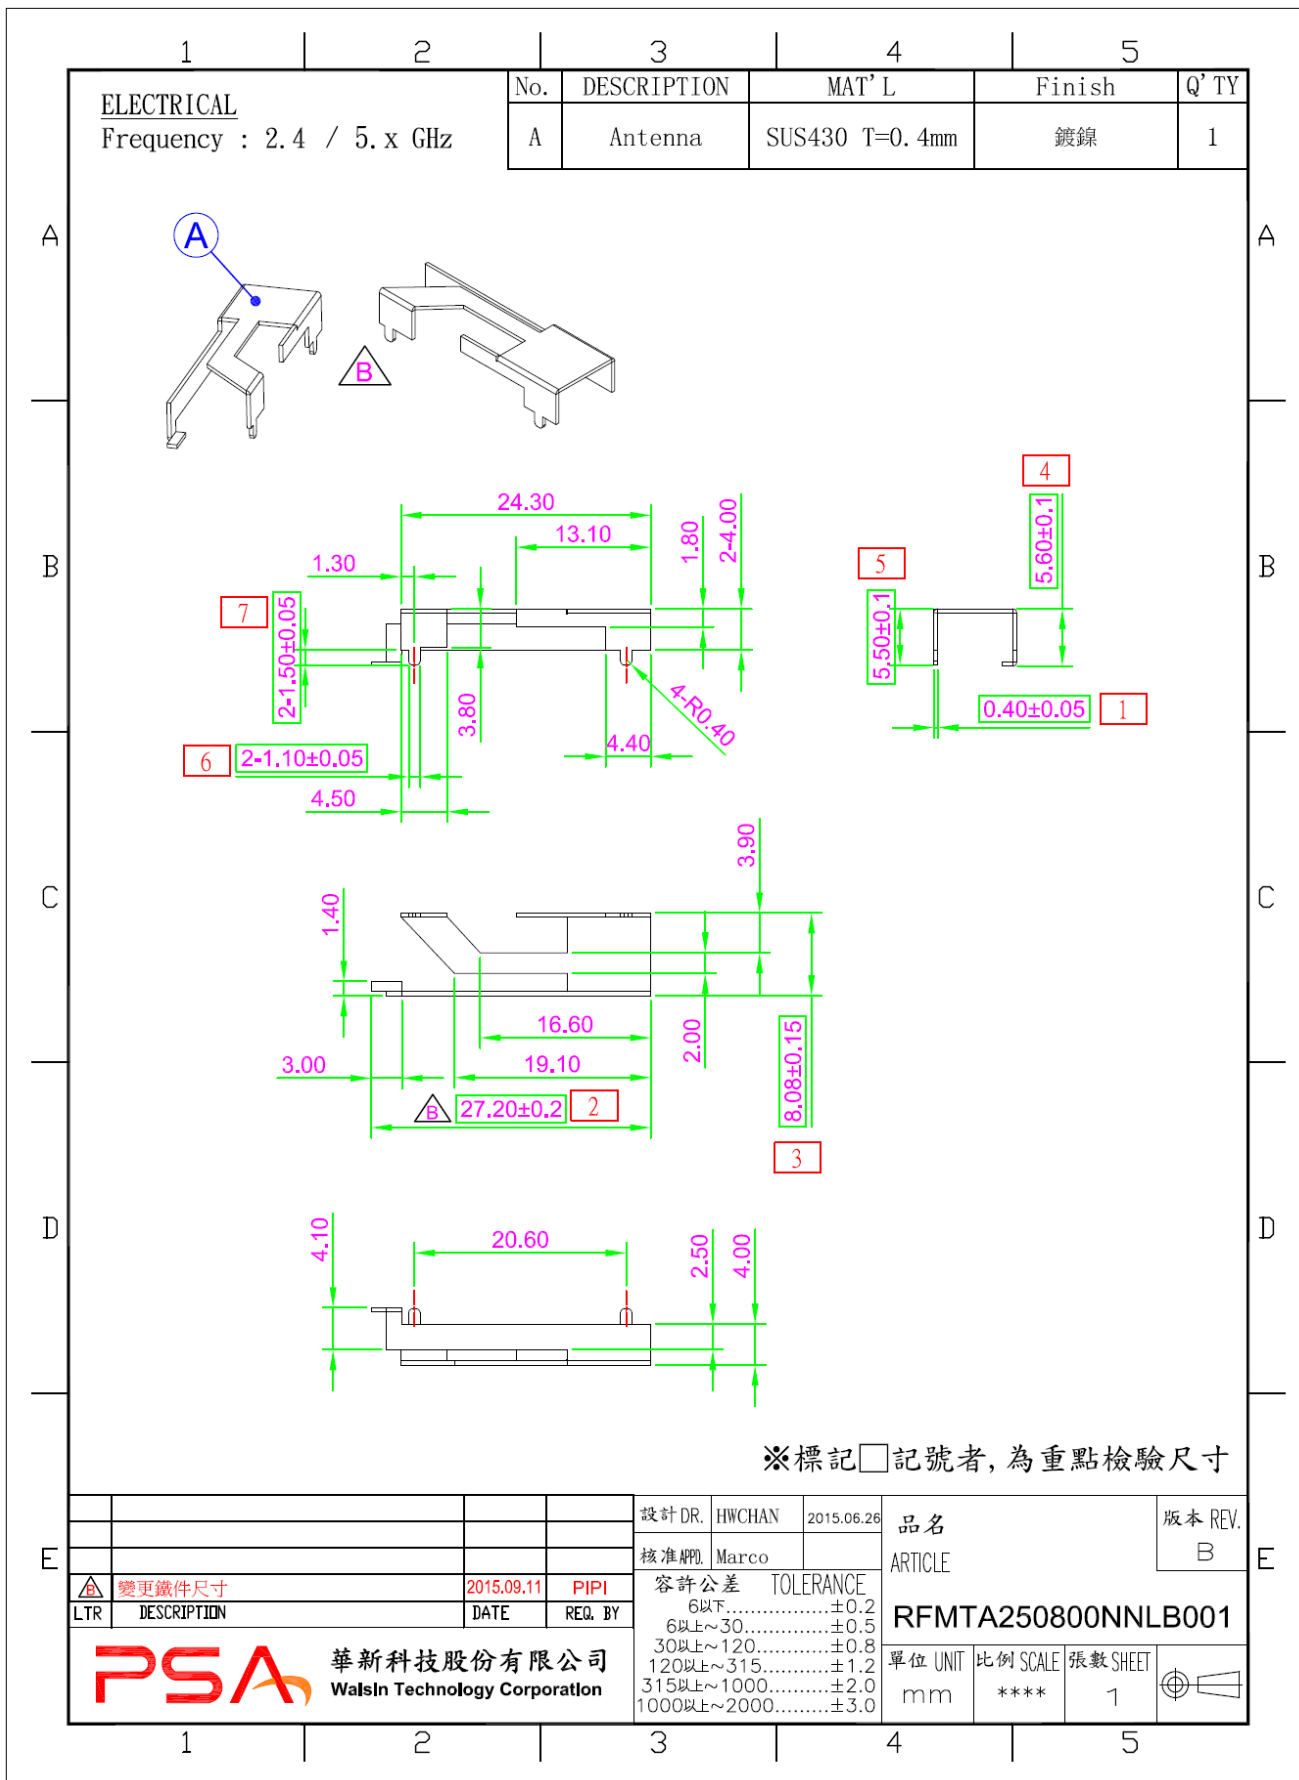 1 2 3 4 5
ELECTRICAL
Frequency : 2.4 / 5.x GHz
No. DESCRIPTION MAT'L Finish Q'TY
A Antenna SUS430 T=0.4mm 鍍鎳 1
A A
A
B
4
24.30
13.10
1.80
2-4.00
5.60±0.1
B B
1.30
5
7
2-1.50±0.05
5.50±0.1
3.80
4-R0.40
0.40±0.05 1
4.40
6 2-1.10±0.05
4.50
3.90
C C
1.40
16.60
2.00
8.08±0.15
3.00
19.10
B 27.20±0.2 2
3
D D
4.10
20.60
2.50
4.00
※標記□記號者,為重點檢驗尺寸
E E
B 變更鐵件尺寸 2015.09.11 PIPI
LTR DESCRIPTION DATE REQ. BY
設計 DR. HWCHAN 2015.06.26
核准 APPD. Marco
容許公差 TOLERANCE
6以下................±0.2
6以上~30.............±0.5
30以上~120...........±0.8
120以上~315..........±1.2
315以上~1000.........±2.0
1000以上~2000........±3.0
品名
ARTICLE
版本 REV.
B
RFMTA250800NNLB001
單位 UNIT 比例 SCALE 張數 SHEET
mm **** 1
PSA 華新科技股份有限公司
Walsin Technology Corporation
1 2 3 4 5